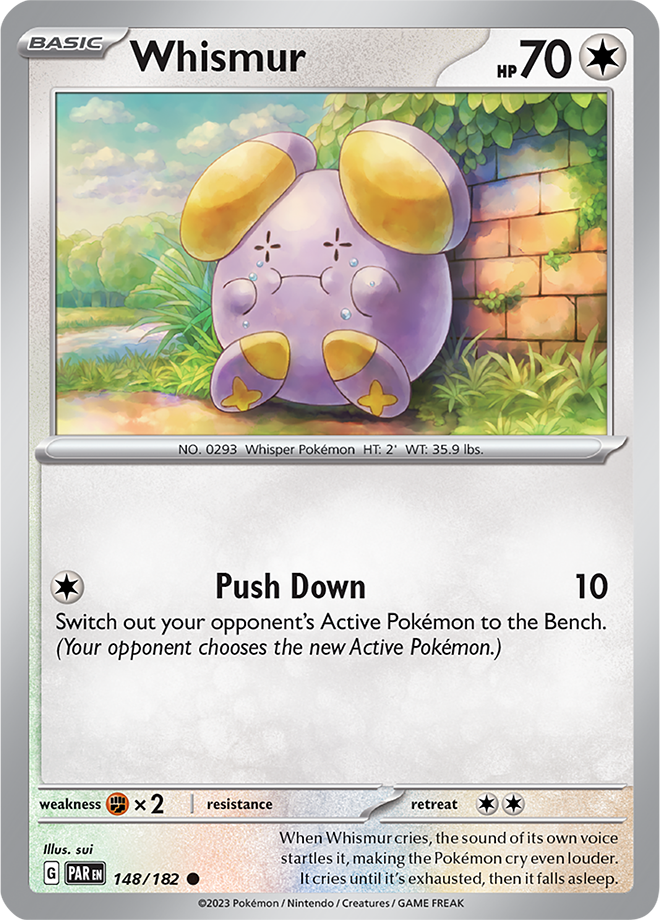 BASIC Whismur HP 70
NO. 0293 Whisper Pokémon HT: 2' WT: 35.9 lbs.
Push Down 10
Switch out your opponent's Active Pokémon to the Bench.
(Your opponent chooses the new Active Pokémon.)
weakness × 2 resistance retreat
When Whismur cries, the sound of its own voice
startles it, making the Pokémon cry even louder.
It cries until it's exhausted, then it falls asleep.
Illus. sui
G PAR EN 148/182
©2023 Pokémon / Nintendo / Creatures / GAME FREAK